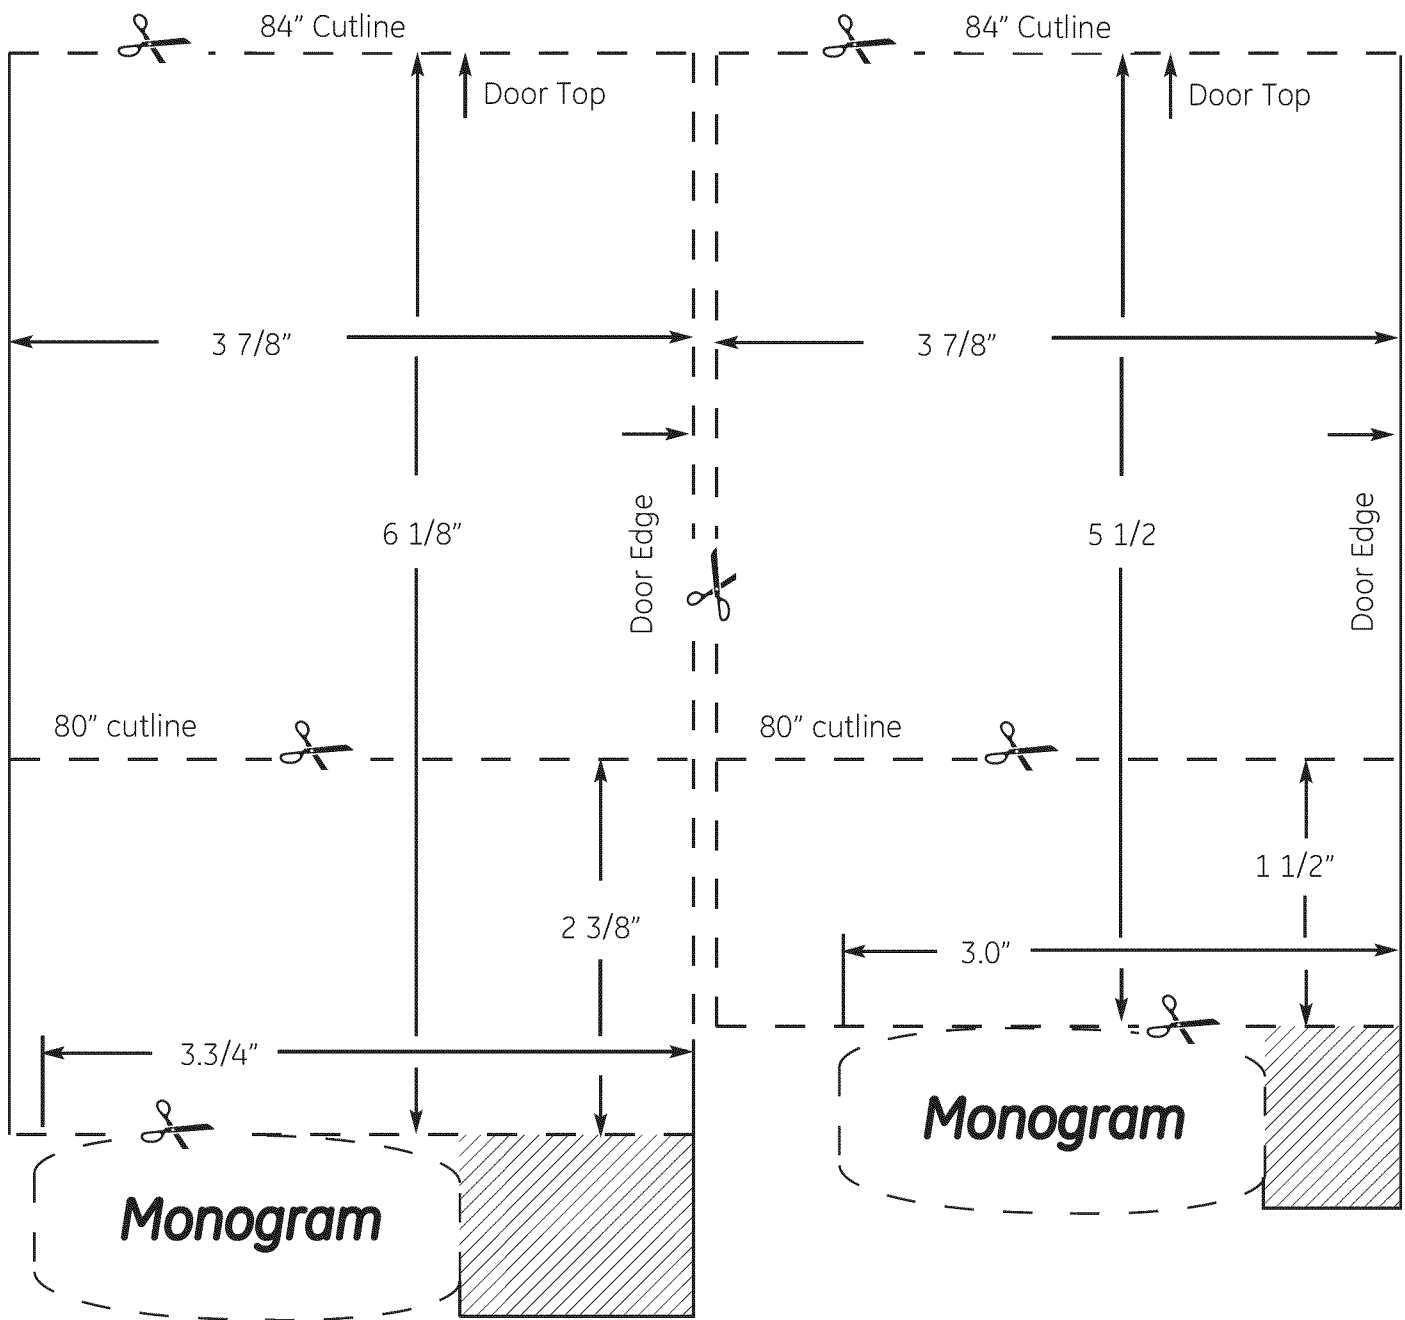 84” Cutline
Door Top
3 7/8”
6 1/8”
Door Edge
80” cutline
2 3/8”
3.3/4”
Monogram
84” Cutline
Door Top
3 7/8”
5 1/2
Door Edge
80” cutline
1 1/2”
3.0”
Monogram